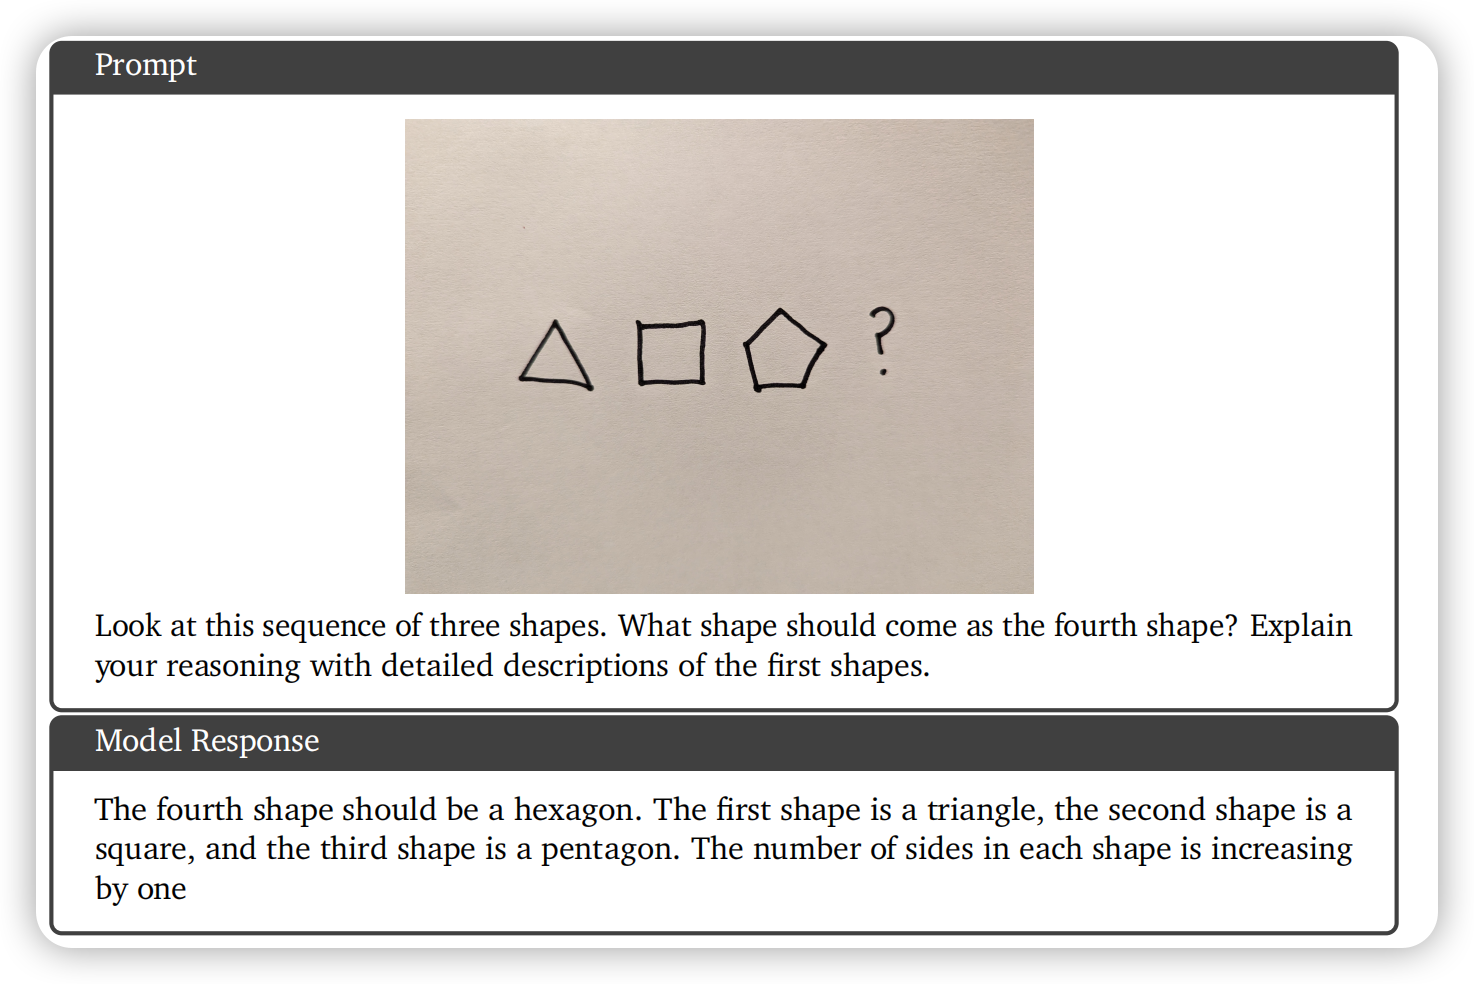 Prompt
?
Look at this sequence of three shapes. What shape should come as the fourth shape? Explain
your reasoning with detailed descriptions of the first shapes.
Model Response
The fourth shape should be a hexagon. The first shape is a triangle, the second shape is a
square, and the third shape is a pentagon. The number of sides in each shape is increasing
by one